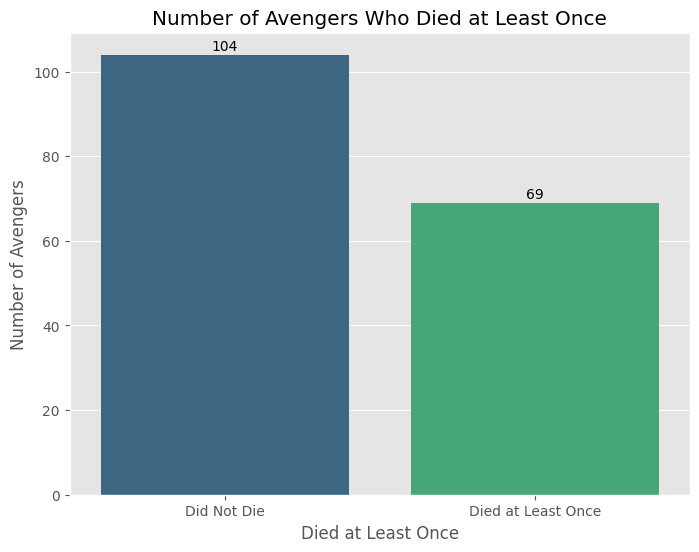 Number of Avengers Who Died at Least Once
104
69
100
80
60
40
20
0
Number of Avengers
Did Not Die
Died at Least Once
Died at Least Once